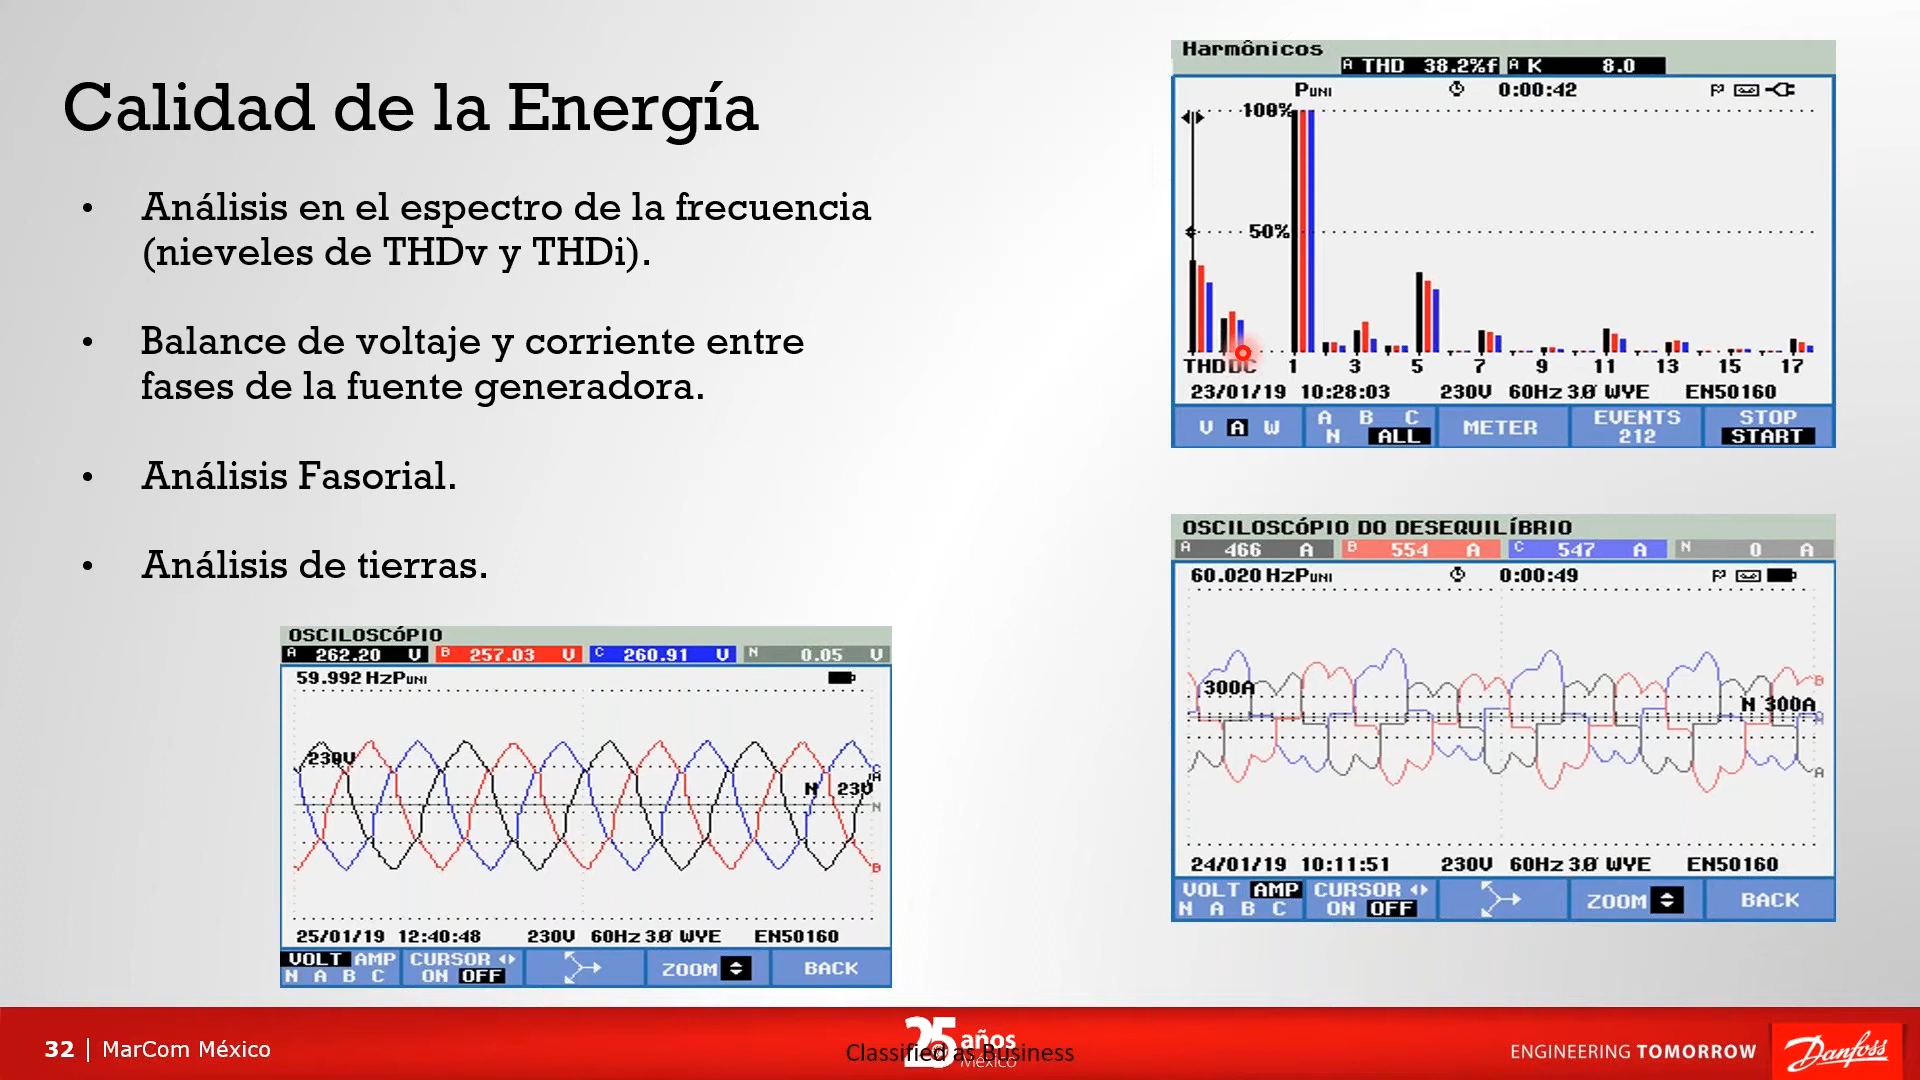 Calidad de la Energía
• Análisis en el espectro de la frecuencia
(nieveles de THDv y THDi).
• Balance de voltaje y corriente entre
fases de la fuente generadora.
• Análisis Fasorial.
• Análisis de tierras.
Harmônicos
A THD 38.2%f A K 8.0
PUNI 0:00:42
100%
50%
THD DC 1 3 5 7 9 11 13 15 17
23/01/19 10:28:03 230V 60Hz 3Ø WYE EN50160
V A W A B C METER EVENTS STOP
N ALL 212 START
OSCILOSCóPIO DO DESEQUILíBRIO
A 466 A B 554 A C 547 A N 0 A
60.020 Hz PUNI 0:00:49
300A
B
N 300A
A
24/01/19 10:11:51 230V 60Hz 3Ø WYE EN50160
VOLT AMP CURSOR ZOOM BACK
N A B C ON OFF
OSCILOSCóPIO
A 262.20 V B 257.03 V C 260.91 V N 0.05 V
59.992 Hz PUNI
230V
C
A
N 23V
N
B
25/01/19 12:40:48 230V 60Hz 3Ø WYE EN50160
VOLT AMP CURSOR ZOOM BACK
N A B C ON OFF
32 | MarCom México
25 años
México
Classified as Business
ENGINEERING TOMORROW
Danfoss